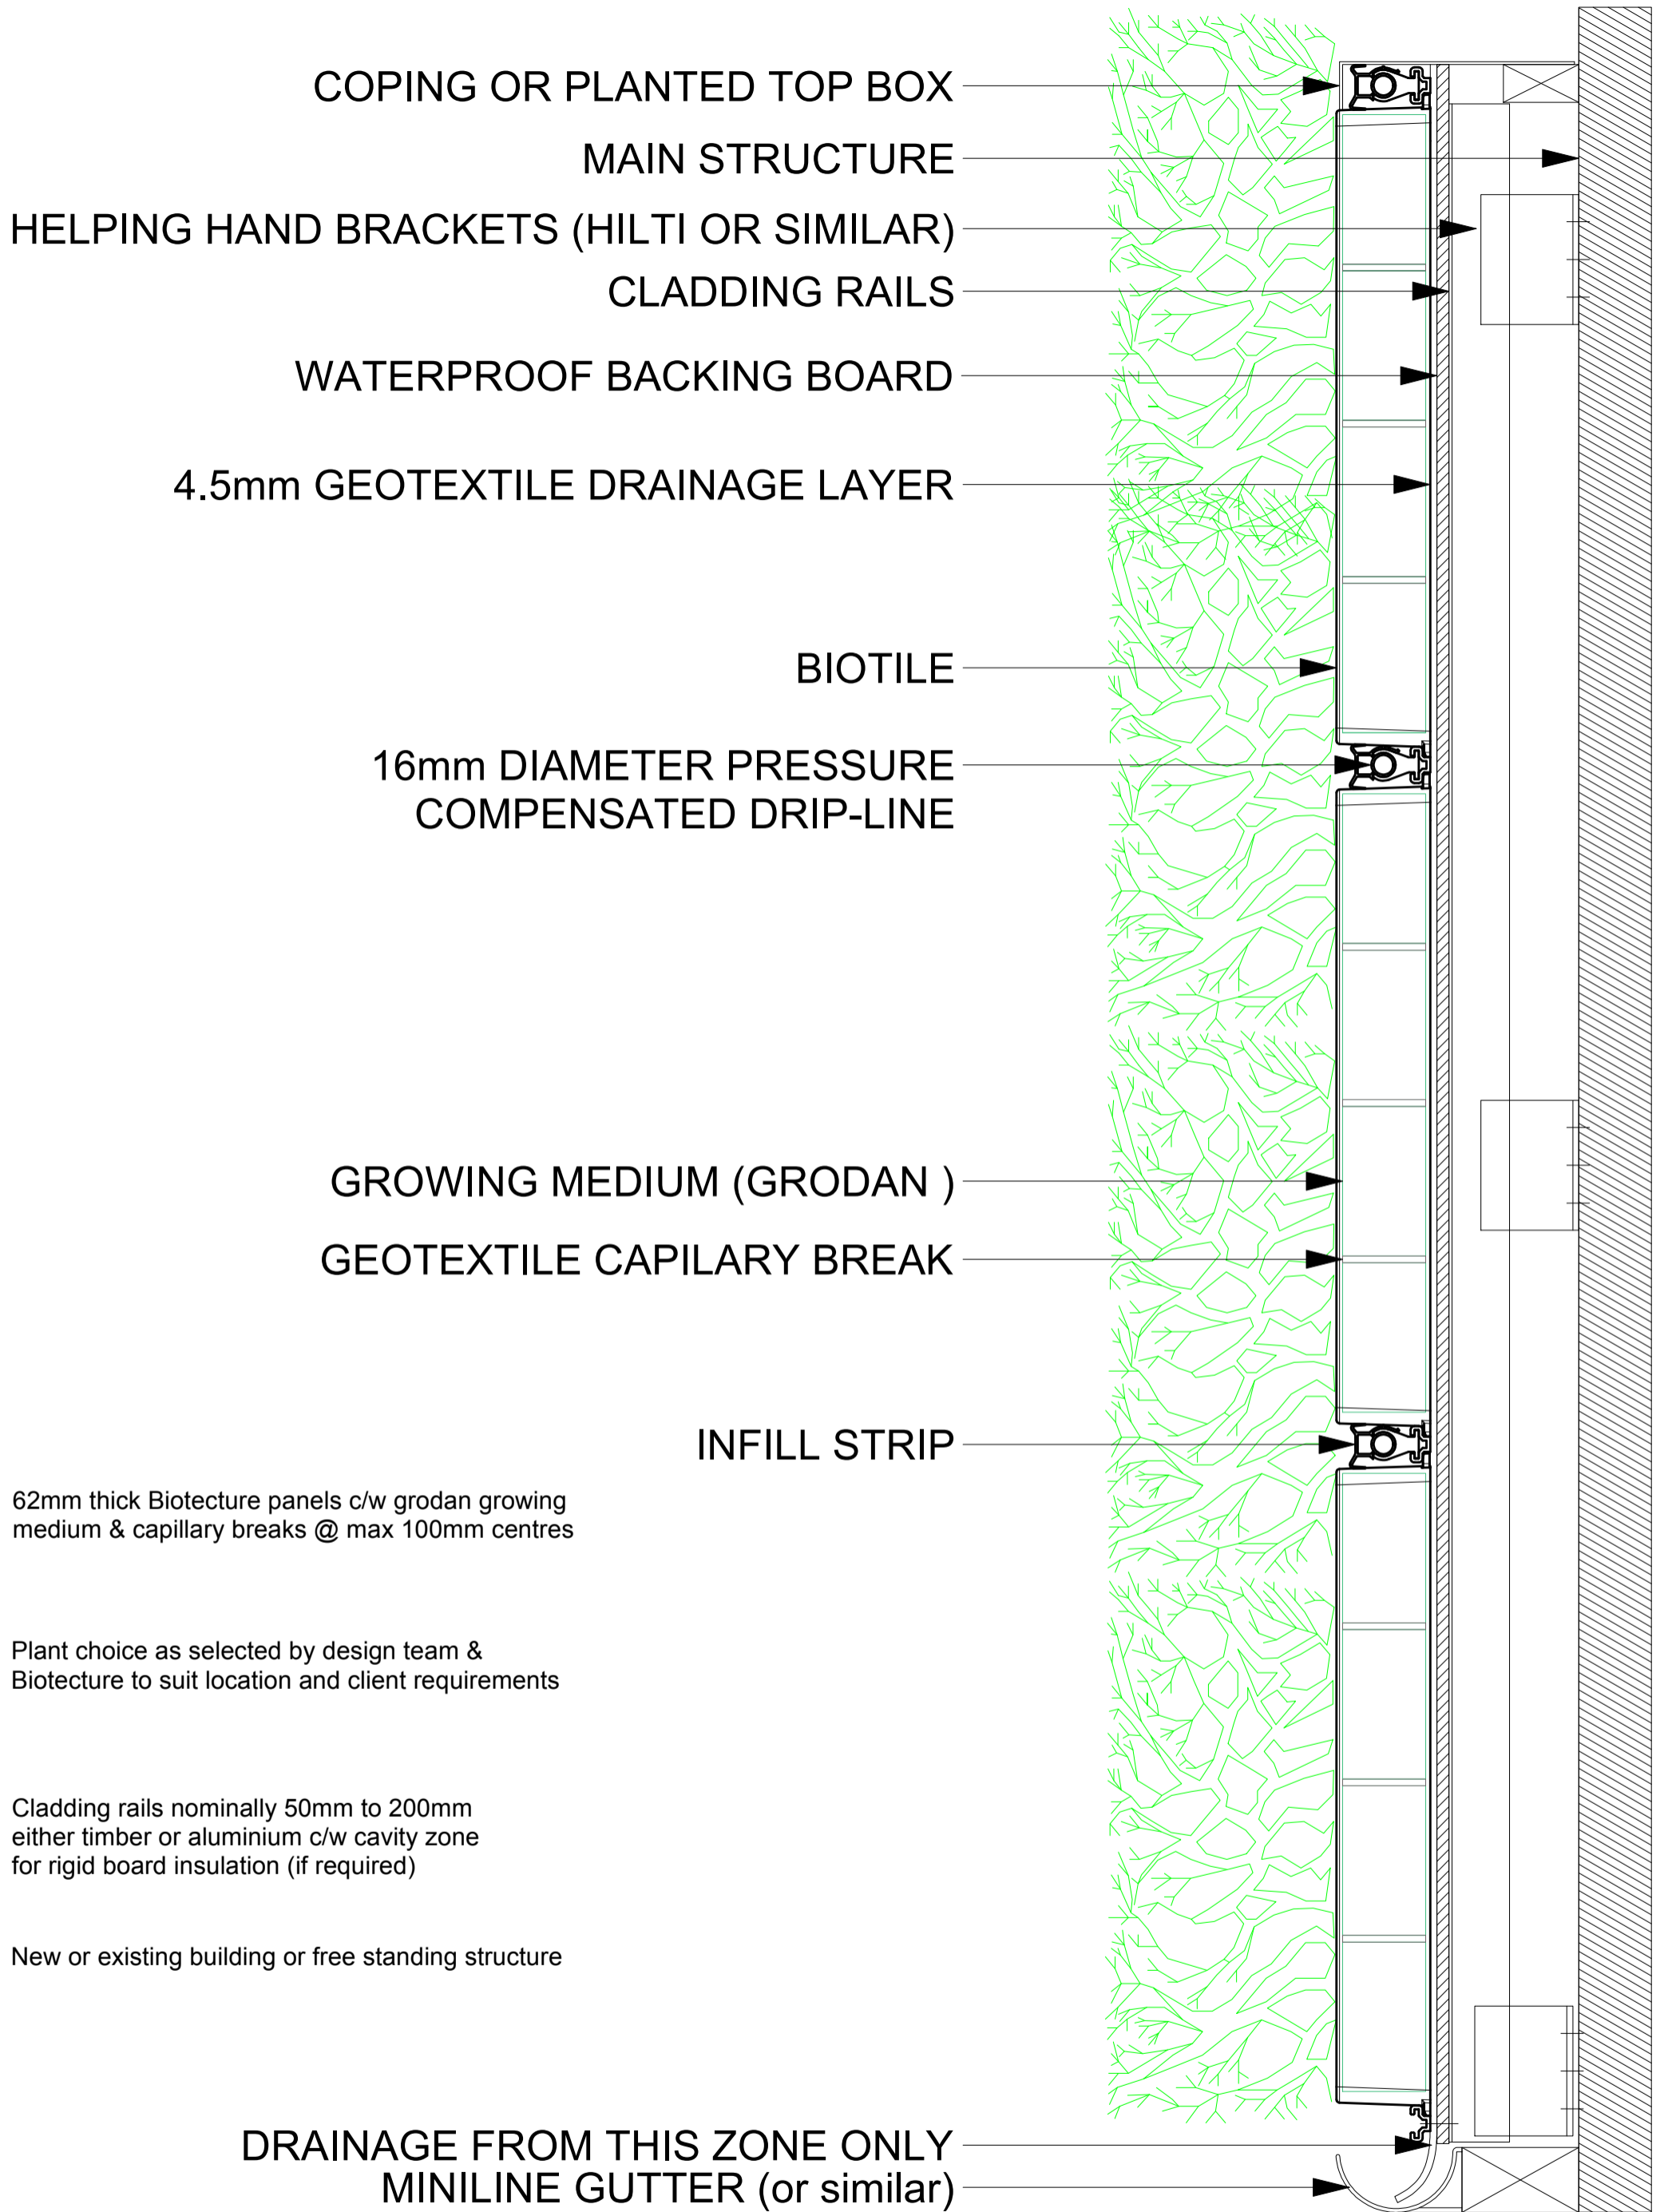 COPING OR PLANTED TOP BOX
MAIN STRUCTURE
HELPING HAND BRACKETS (HILTI OR SIMILAR)
CLADDING RAILS
WATERPROOF BACKING BOARD
4.5mm GEOTEXTILE DRAINAGE LAYER
BIOTILE
16mm DIAMETER PRESSURE
COMPENSATED DRIP-LINE
GROWING MEDIUM (GRODAN )
GEOTEXTILE CAPILARY BREAK
INFILL STRIP
62mm thick Biotecture panels c/w grodan growing
medium & capillary breaks @ max 100mm centres
Plant choice as selected by design team &
Biotecture to suit location and client requirements
Cladding rails nominally 50mm to 200mm
either timber or aluminium c/w cavity zone
for rigid board insulation (if required)
New or existing building or free standing structure
DRAINAGE FROM THIS ZONE ONLY
MINILINE GUTTER (or similar)